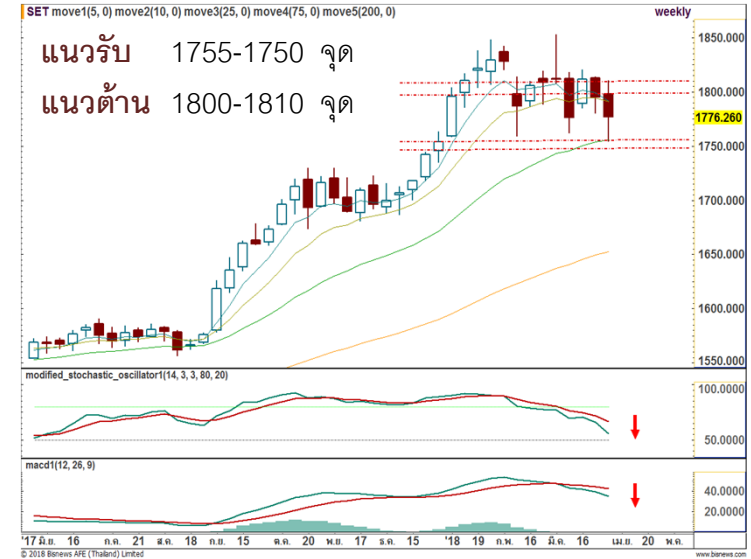 SET move1(5, 0) move2(10, 0) move3(25, 0) move4(75, 0) move5(200, 0) weekly
แนวรับ 1755-1750 จุด
แนวต้าน 1800-1810 จุด
1850.000
1800.000
1776.260
1750.000
1700.000
1650.000
1600.000
1550.000
modified_stochastic_oscillator1(14, 3, 3, 80, 20)
100.0000
50.0000
macd1(12, 26, 9)
40.0000
20.0000
'17 มิ.ย. 16 ก.ค. 21 ส.ค. 18 ก.ย. 15 ต.ค. 20 พ.ย. 17 ธ.ค. 15 '18 19 ก.พ. 16 มี.ค. 16 เม.ย. 20 พ.ค.
© 2018 Bisnews AFE (Thailand) Limited www.bisnews.com